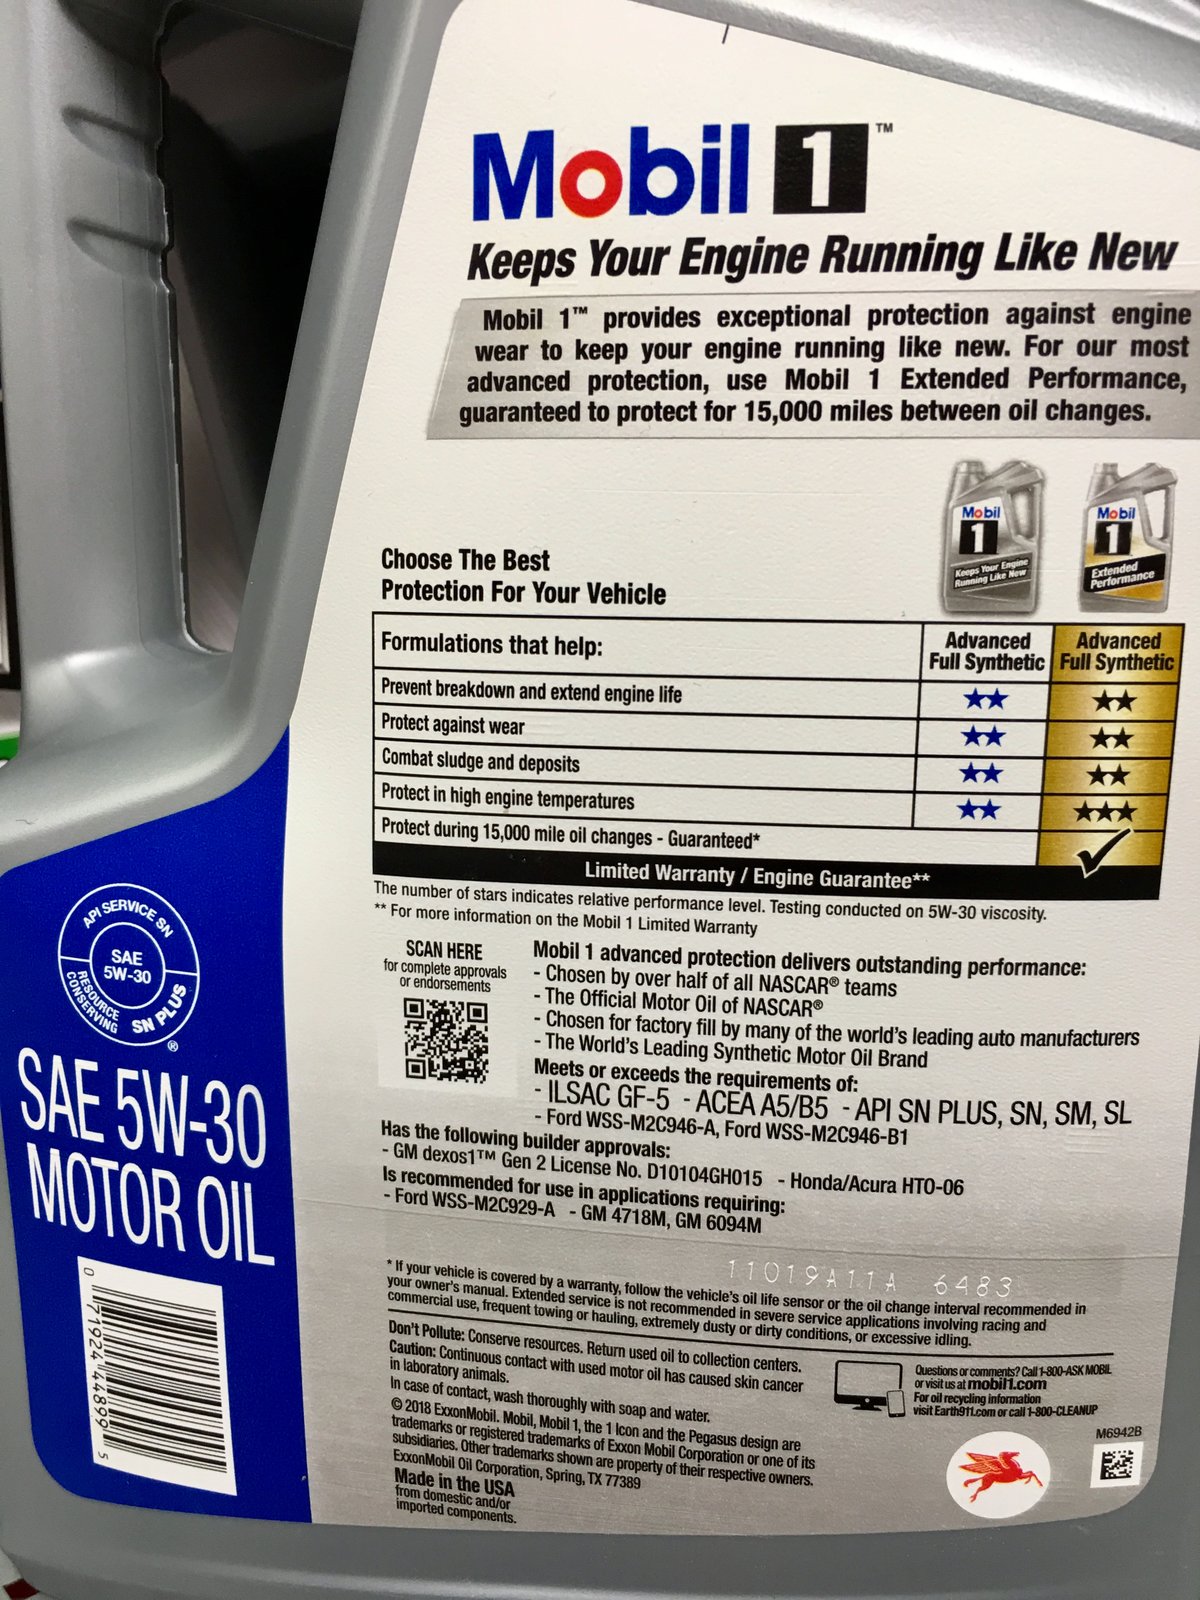 Mobil 1™
Keeps Your Engine Running Like New
Mobil 1™ provides exceptional protection against engine
wear to keep your engine running like new. For our most
advanced protection, use Mobil 1 Extended Performance,
guaranteed to protect for 15,000 miles between oil changes.
Mobil
1
Keeps Your Engine
Running Like New
Mobil
1
Extended
Performance
Choose The Best
Protection For Your Vehicle
Formulations that help:
Advanced
Full Synthetic
Advanced
Full Synthetic
Prevent breakdown and extend engine life ★★ ★★
Protect against wear ★★ ★★
Combat sludge and deposits ★★ ★★
Protect in high engine temperatures ★★ ★★★
Protect during 15,000 mile oil changes - Guaranteed* ✓
Limited Warranty / Engine Guarantee**
The number of stars indicates relative performance level. Testing conducted on 5W-30 viscosity.
** For more information on the Mobil 1 Limited Warranty
SCAN HERE
for complete approvals
or endorsements
Mobil 1 advanced protection delivers outstanding performance:
- Chosen by over half of all NASCAR® teams
- The Official Motor Oil of NASCAR®
- Chosen for factory fill by many of the world's leading auto manufacturers
- The World's Leading Synthetic Motor Oil Brand
Meets or exceeds the requirements of:
- ILSAC GF-5 - ACEA A5/B5 - API SN PLUS, SN, SM, SL
- Ford WSS-M2C946-A, Ford WSS-M2C946-B1
Has the following builder approvals:
- GM dexos1™ Gen 2 License No. D10104GH015 - Honda/Acura HTO-06
Is recommended for use in applications requiring:
- Ford WSS-M2C929-A - GM 4718M, GM 6094M
11019A11A 6483
* If your vehicle is covered by a warranty, follow the vehicle's oil life sensor or the oil change interval recommended in
your owner's manual. Extended service is not recommended in severe service applications involving racing and
commercial use, frequent towing or hauling, extremely dusty or dirty conditions, or excessive idling.
Don't Pollute: Conserve resources. Return used oil to collection centers.
Caution: Continuous contact with used motor oil has caused skin cancer
in laboratory animals.
In case of contact, wash thoroughly with soap and water.
© 2018 ExxonMobil. Mobil, Mobil 1, the 1 Icon and the Pegasus design are
trademarks or registered trademarks of Exxon Mobil Corporation or one of its
subsidiaries. Other trademarks shown are property of their respective owners.
ExxonMobil Oil Corporation, Spring, TX 77389
Made in the USA
from domestic and/or
imported components.
Questions or comments? Call 1-800-ASK MOBIL
or visit us at mobil1.com
For oil recycling information
visit Earth911.com or call 1-800-CLEANUP
M6942B
API SERVICE SN
SAE
5W-30
RESOURCE
CONSERVING
SN PLUS
®
SAE 5W-30
MOTOR OIL
0 71924 44899 5